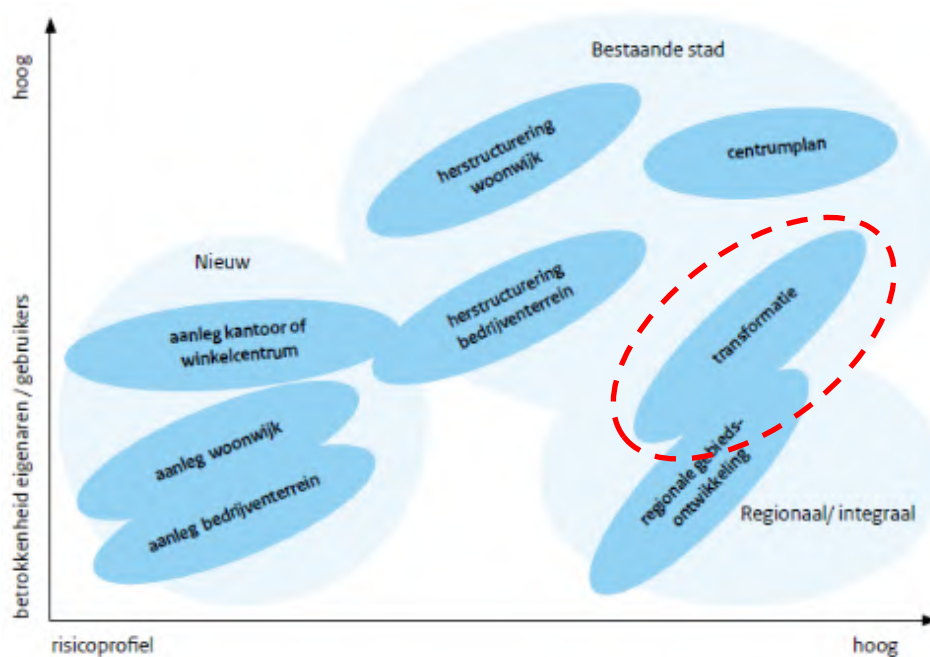 hoog
betrokkenheid eigenaren / gebruikers
Bestaande stad
herstructurering
woonwijk
centrumplan
Nieuw
aanleg kantoor of
winkelcentrum
herstructurering
bedrijventerrein
transformatie
aanleg woonwijk
aanleg bedrijventerrein
regionale gebieds-
ontwikkeling
Regionaal/ integraal
risicoprofiel
hoog